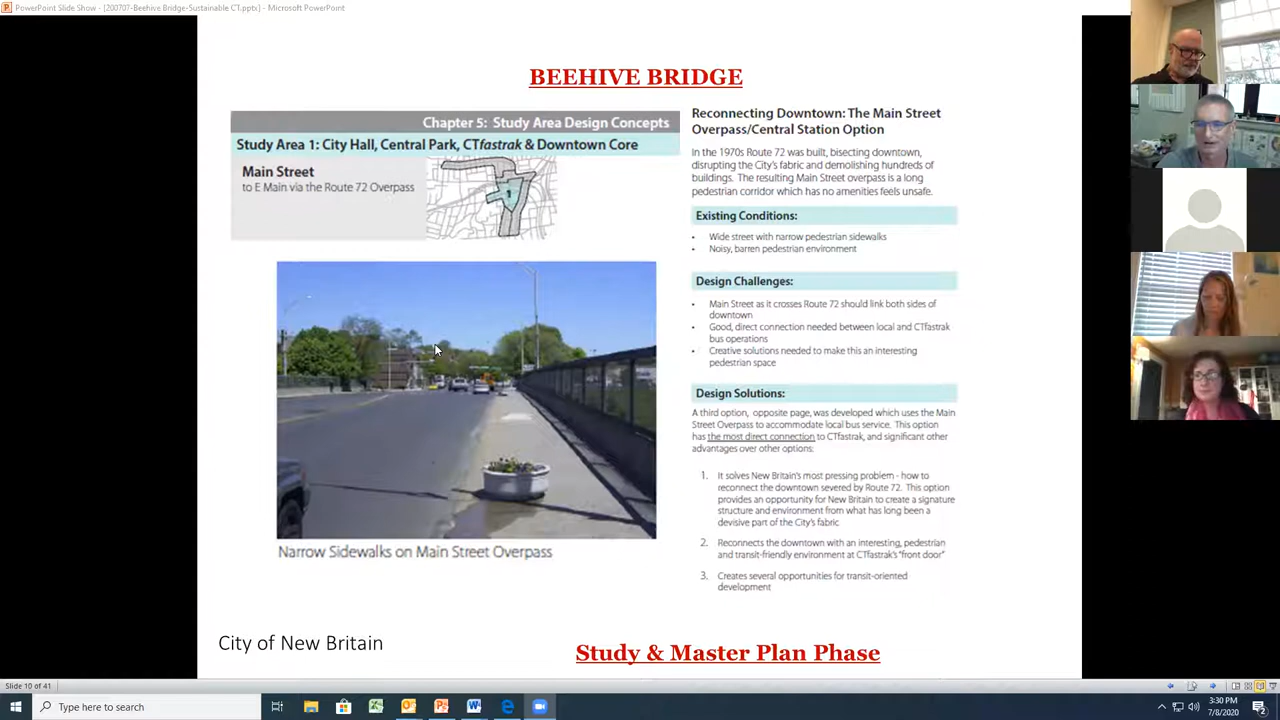 PowerPoint Slide Show - [200707-Beehive Bridge-Sustainable CT.pptx] - Microsoft PowerPoint
BEEHIVE BRIDGE
Chapter 5: Study Area Design Concepts
Study Area 1: City Hall, Central Park, CTfastrak & Downtown Core
Main Street
to E Main via the Route 72 Overpass
Narrow Sidewalks on Main Street Overpass
Reconnecting Downtown: The Main Street
Overpass/Central Station Option
In the 1970s Route 72 was built, bisecting downtown,
disrupting the City's fabric and demolishing hundreds of
buildings. The resulting Main Street overpass is a long
pedestrian corridor which has no amenities feels unsafe.
Existing Conditions:
• Wide street with narrow pedestrian sidewalks
• Noisy, barren pedestrian environment
Design Challenges:
• Main Street as it crosses Route 72 should link both sides of
downtown
• Good, direct connection needed between local and CTfastrak
bus operations
• Creative solutions needed to make this an interesting
pedestrian space
Design Solutions:
A third option, opposite page, was developed which uses the Main
Street Overpass to accommodate local bus service. This option
has the most direct connection to CTfastrak, and significant other
advantages over other options:
1. It solves New Britain's most pressing problem - how to
reconnect the downtown severed by Route 72. This option
provides an opportunity for New Britain to create a signature
structure and environment from what has long been a
devisive part of the City's fabric
2. Reconnects the downtown with an interesting, pedestrian
and transit-friendly environment at CTfastrak's "front door"
3. Creates several opportunities for transit-oriented
development
City of New Britain
Study & Master Plan Phase
Slide 10 of 41
Type here to search
3:30 PM
7/8/2020
2